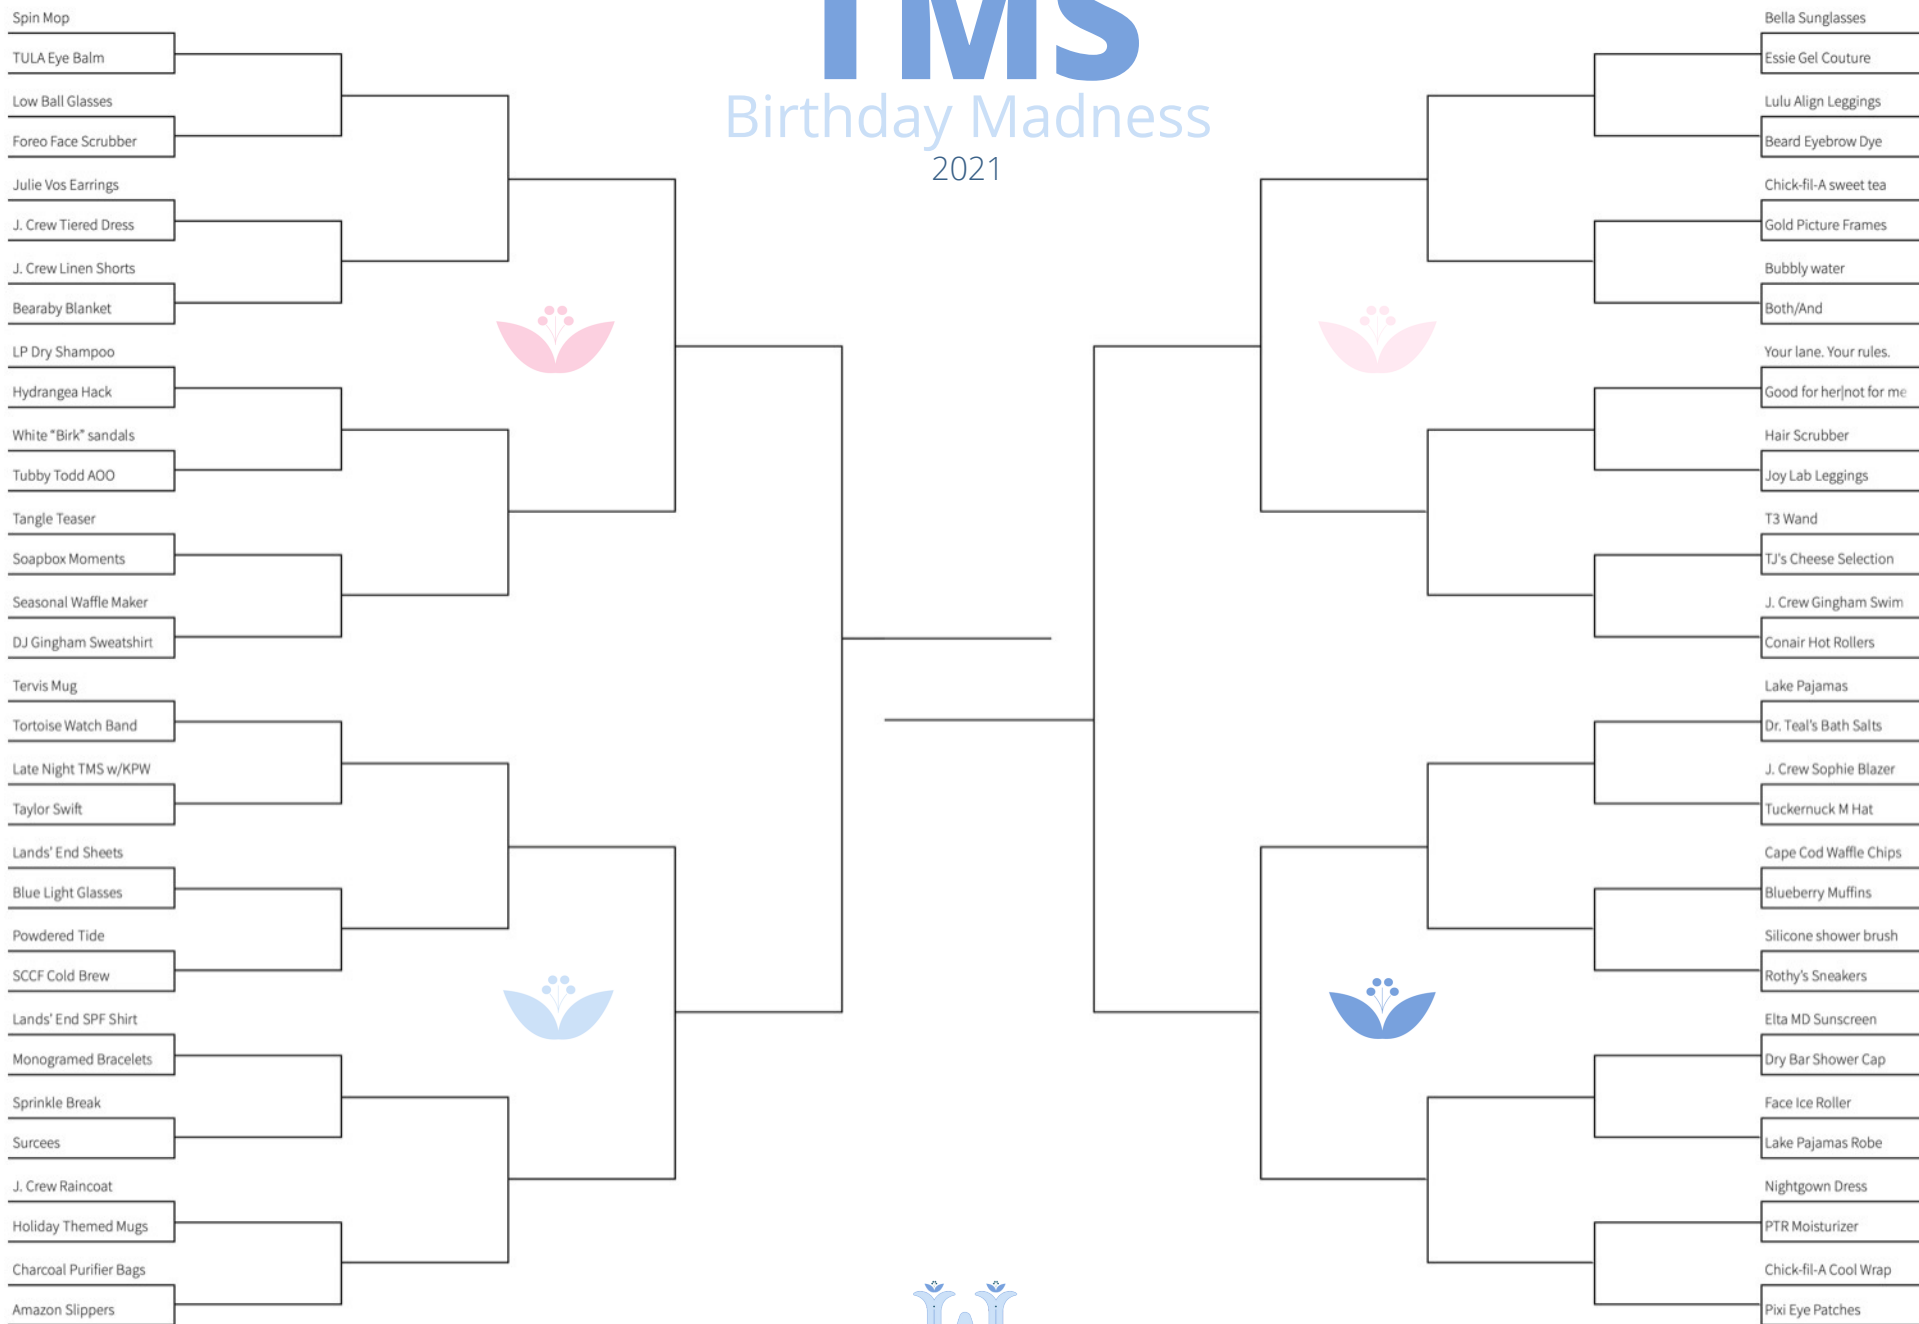 TMS
Birthday Madness
2021
Spin Mop
TULA Eye Balm
Low Ball Glasses
Foreo Face Scrubber
Julie Vos Earrings
J. Crew Tiered Dress
J. Crew Linen Shorts
Bearaby Blanket
LP Dry Shampoo
Hydrangea Hack
White “Birk” sandals
Tubby Todd AOO
Tangle Teaser
Soapbox Moments
Seasonal Waffle Maker
DJ Gingham Sweatshirt
Tervis Mug
Tortoise Watch Band
Late Night TMS w/KPW
Taylor Swift
Lands’ End Sheets
Blue Light Glasses
Powdered Tide
SCCF Cold Brew
Lands’ End SPF Shirt
Monogramed Bracelets
Sprinkle Break
Surcees
J. Crew Raincoat
Holiday Themed Mugs
Charcoal Purifier Bags
Amazon Slippers
Bella Sunglasses
Essie Gel Couture
Lulu Align Leggings
Beard Eyebrow Dye
Chick-fil-A sweet tea
Gold Picture Frames
Bubbly water
Both/And
Your lane. Your rules.
Good for her|not for me
Hair Scrubber
Joy Lab Leggings
T3 Wand
TJ’s Cheese Selection
J. Crew Gingham Swim
Conair Hot Rollers
Lake Pajamas
Dr. Teal’s Bath Salts
J. Crew Sophie Blazer
Tuckernuck M Hat
Cape Cod Waffle Chips
Blueberry Muffins
Silicone shower brush
Rothy’s Sneakers
Elta MD Sunscreen
Dry Bar Shower Cap
Face Ice Roller
Lake Pajamas Robe
Nightgown Dress
PTR Moisturizer
Chick-fil-A Cool Wrap
Pixi Eye Patches